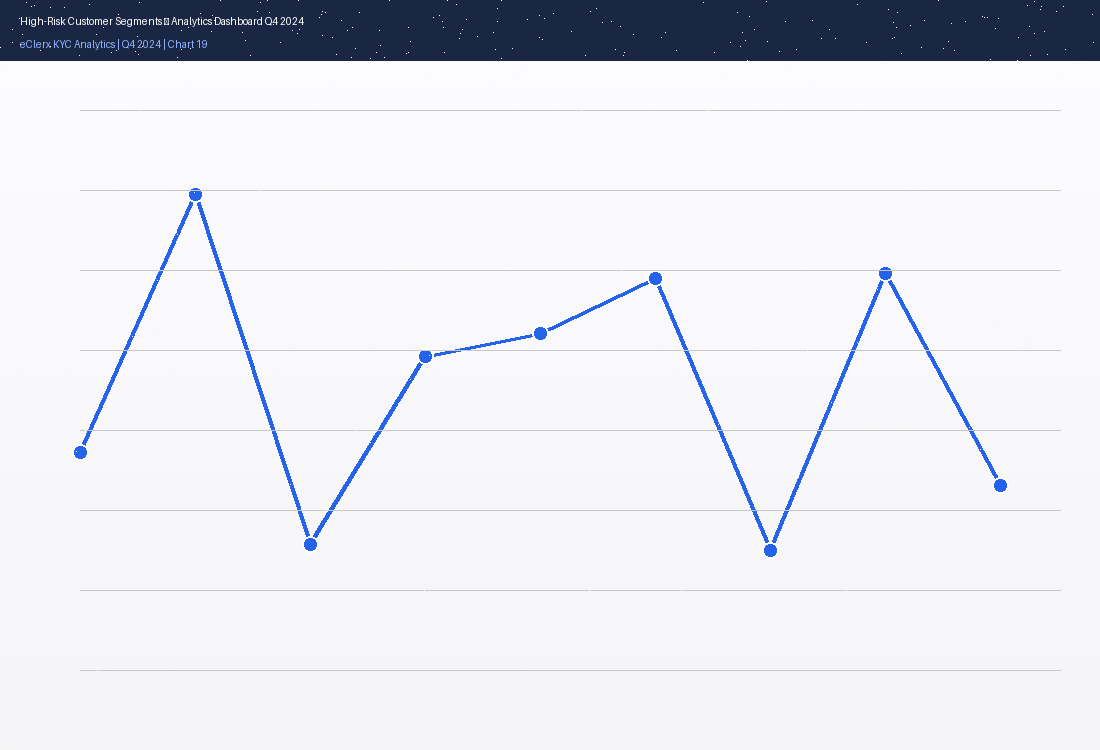 High-Risk Customer Segments Analytics Dashboard Q4 2024
eClerx KYC Analytics | Q4 2024 | Chart 19